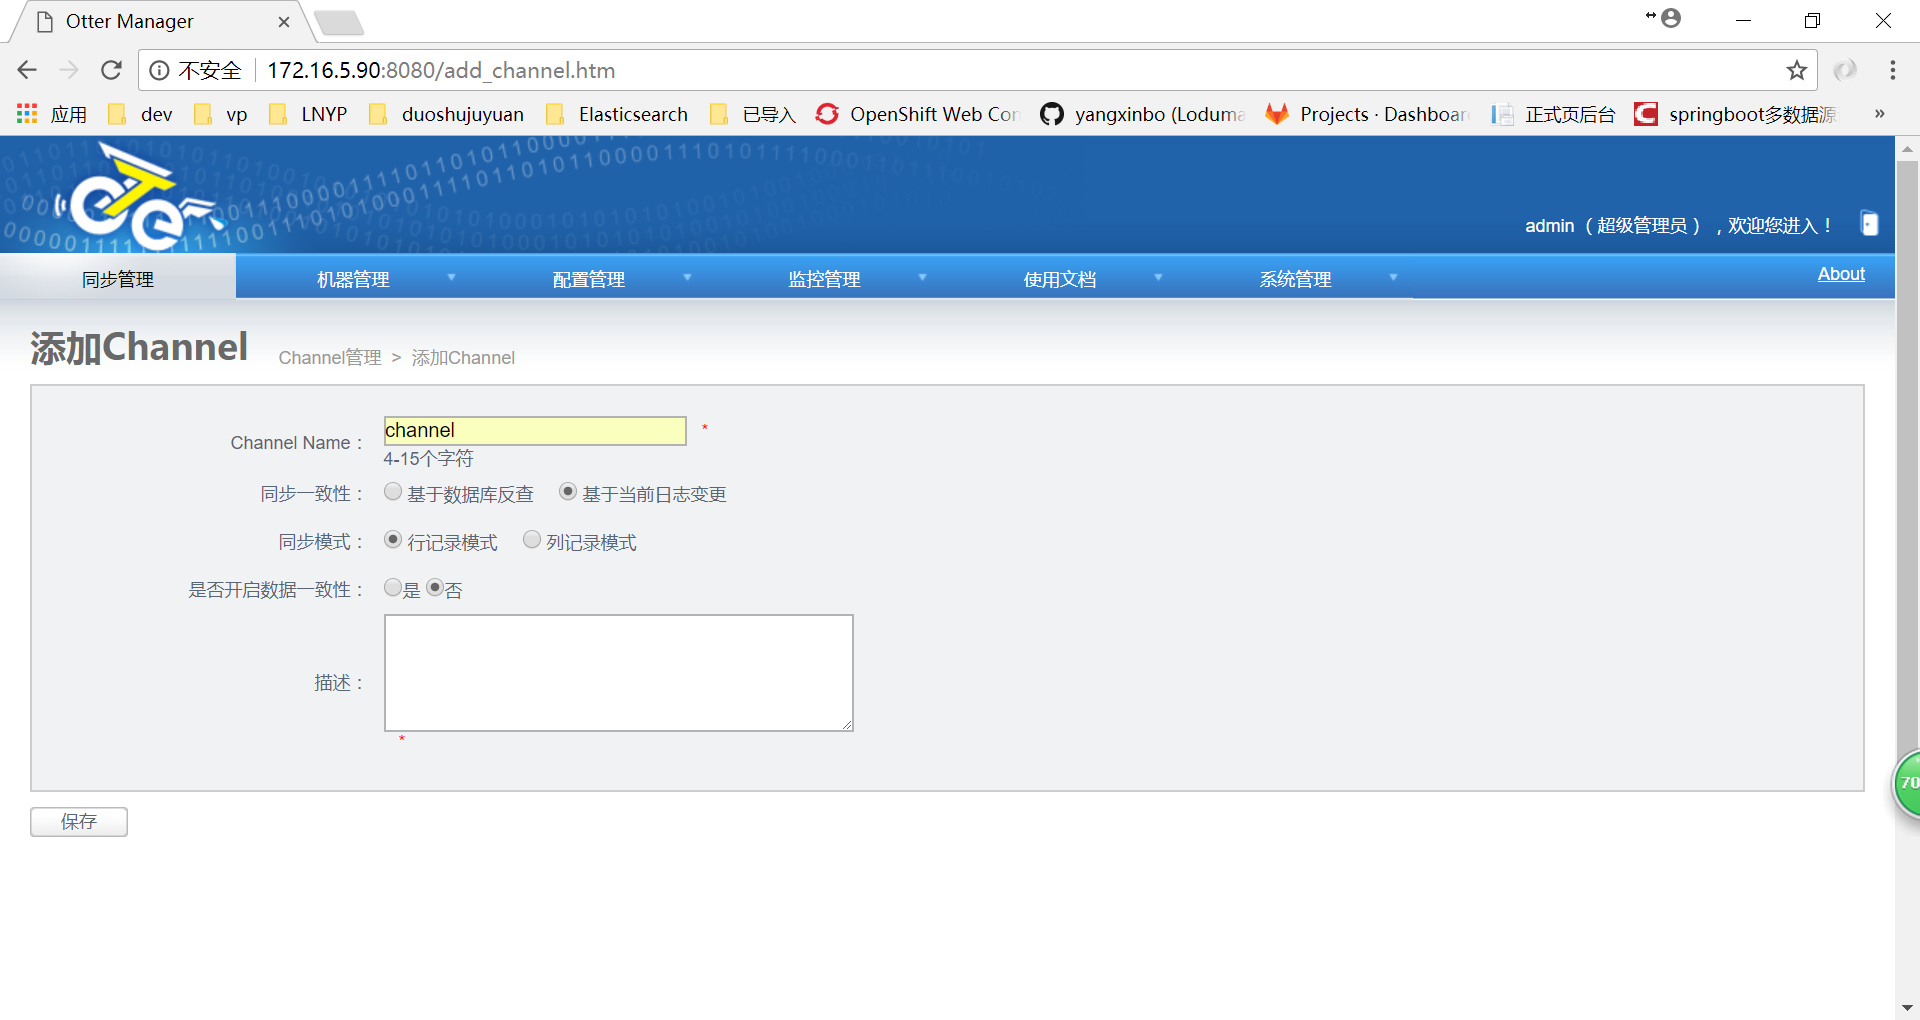 Otter Manager
不安全 172.16.5.90:8080/add_channel.htm
应用 dev vp LNYP duoshujuyuan Elasticsearch 已导入 OpenShift Web Con yangxinbo (Loduma Projects · Dashboar 正式页后台 springboot多数据源 »
admin （超级管理员），欢迎您进入！
同步管理 机器管理 配置管理 监控管理 使用文档 系统管理 About
添加Channel Channel管理 > 添加Channel
Channel Name： channel *
4-15个字符
同步一致性： 基于数据库反查 基于当前日志变更
同步模式： 行记录模式 列记录模式
是否开启数据一致性： 是 否
描述：
*
70
保存